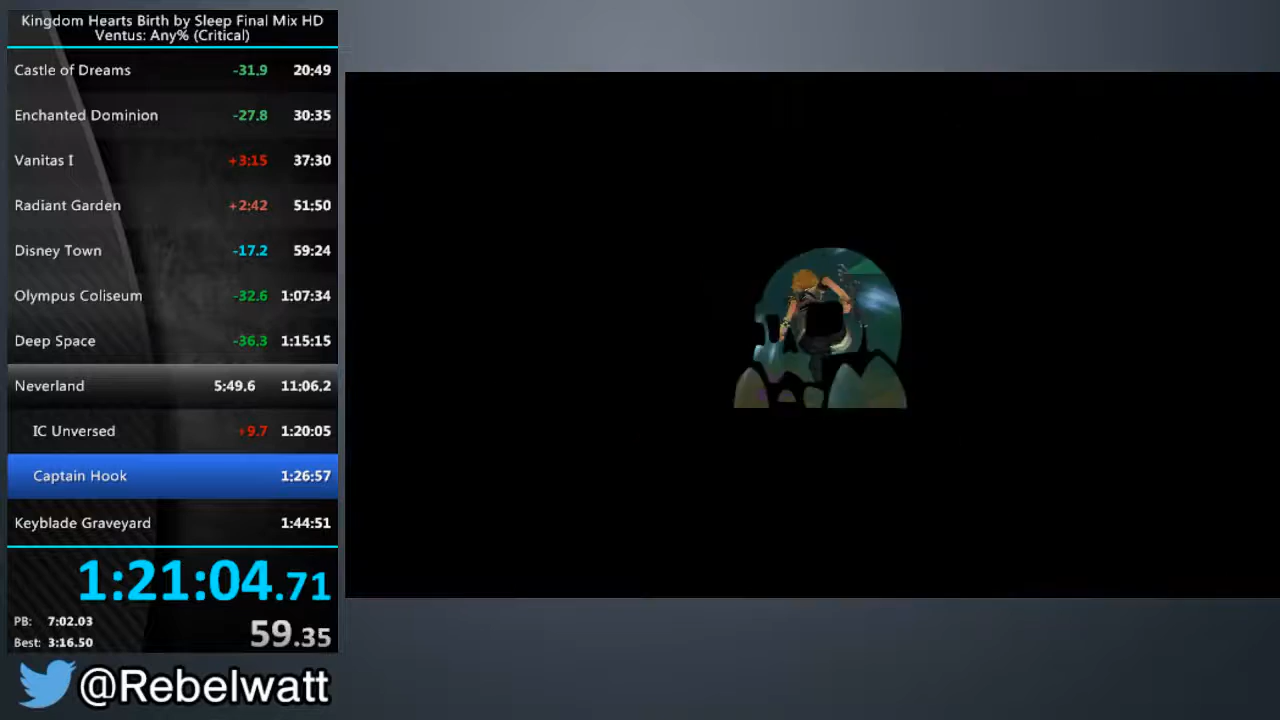 Kingdom Hearts Birth by Sleep Final Mix HD
Ventus: Any% (Critical)
Castle of Dreams -31.9 20:49
Enchanted Dominion -27.8 30:35
Vanitas I +3:15 37:30
Radiant Garden +2:42 51:50
Disney Town -17.2 59:24
Olympus Coliseum -32.6 1:07:34
Deep Space -36.3 1:15:15
Neverland 5:49.6 11:06.2
IC Unversed +9.7 1:20:05
Captain Hook 1:26:57
Keyblade Graveyard 1:44:51
1:21:04.71
PB: 7:02.03
Best: 3:16.50
59.35
@Rebelwatt